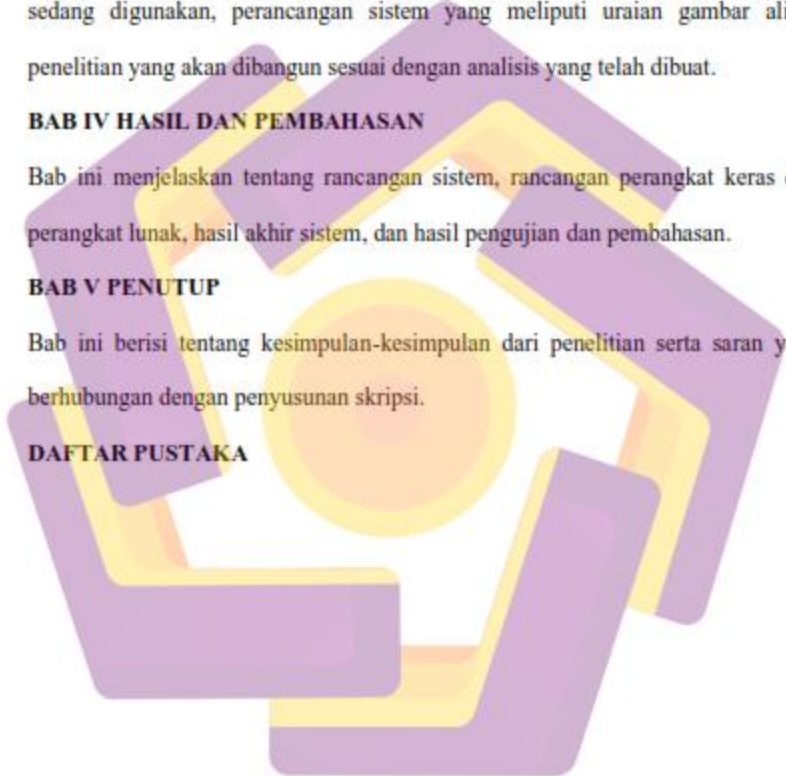 sedang digunakan, perancangan sistem yang meliputi uraian gambar
penelitian yang akan dibangun sesuai dengan analisis yang telah dibuat.
BAB IV HASIL DAN PEMBAHASAN
Bab ini menjelaskan tentang rancangan sistem, rancangan perangkat keras
perangkat lunak, hasil akhir sistem, dan hasil pengujian dan pembahasan.
BAB V PENUTUP
Bab ini berisi tentang kesimpulan-kesimpulan dari penelitian serta saran
berhubungan dengan penyusunan skripsi.
DAFTAR PUSTAKA